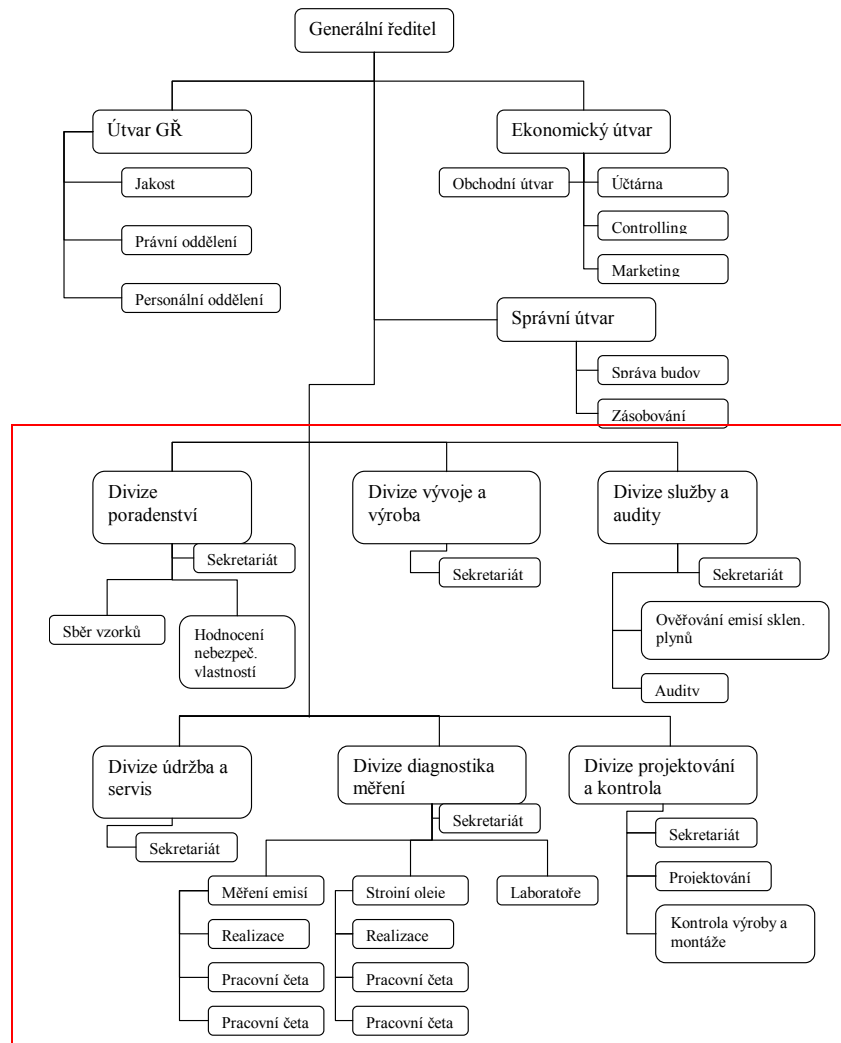 Generální ředitel
Útvar GŘ
Ekonomický útvar
Jakost
Obchodní útvar
Účtárna
Právní oddělení
Controlling
Personální oddělení
Marketing
Správní útvar
Správa budov
Zásobování
Divize
poradenství
Divize vývoje a
výroba
Divize služby a
audity
Sekretariát
Sekretariát
Sekretariát
Sběr vzorků
Hodnocení
nebezpeč.
vlastností
Ověřování emisí sklen.
plynů
Audity
Divize údržba a
servis
Divize diagnostika
měření
Divize projektování
a kontrola
Sekretariát
Sekretariát
Sekretariát
Měření emisí
Strojní oleje
Laboratoře
Projektování
Realizace
Realizace
Kontrola výroby a
montáže
Pracovní četa
Pracovní četa
Pracovní četa
Pracovní četa